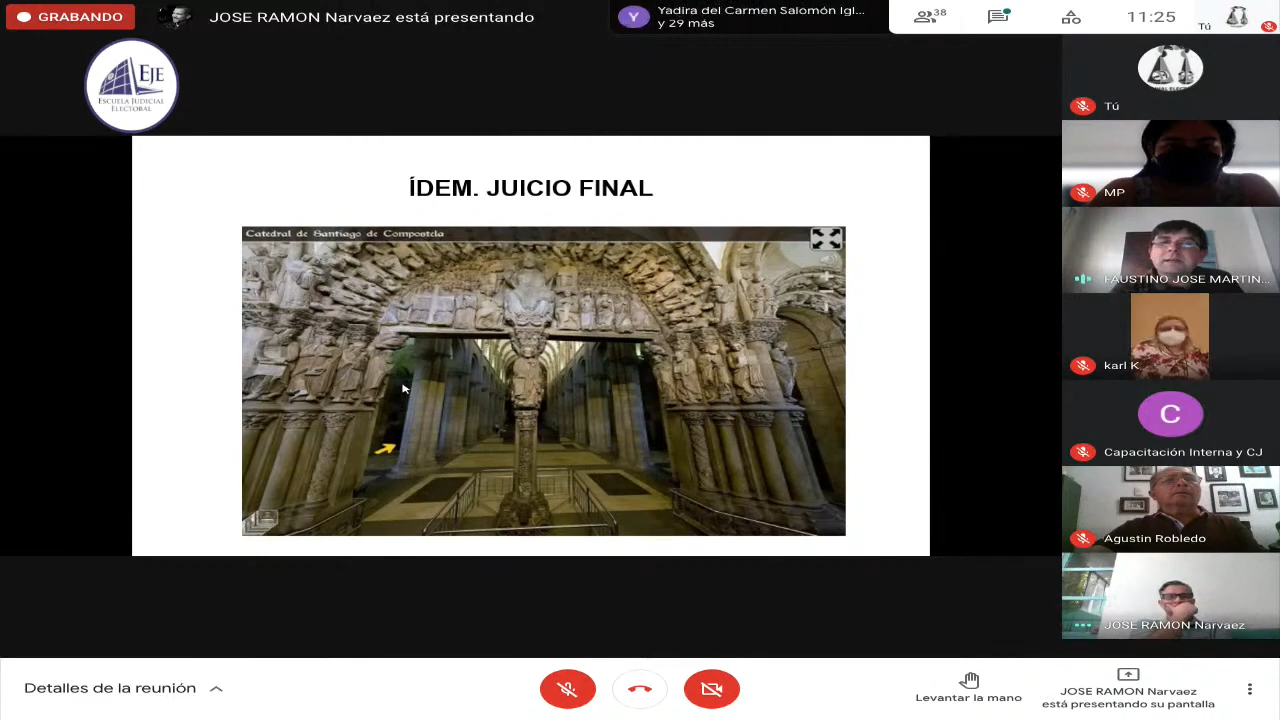 GRABANDO
JOSE RAMON Narvaez está presentando
Y
Yadira del Carmen Salomón Igl...
y 29 más
38
11:25
Tú
EJE
ESCUELA JUDICIAL
ELECTORAL
ÍDEM. JUICIO FINAL
Catedral de Santiago de Compostela
Tú
MP
FAUSTINO JOSE MARTIN...
karl K
C
Capacitación Interna y CJ
Agustin Robledo
JOSE RAMON Narvaez
Detalles de la reunión
Levantar la mano
JOSE RAMON Narvaez
está presentando su pantalla